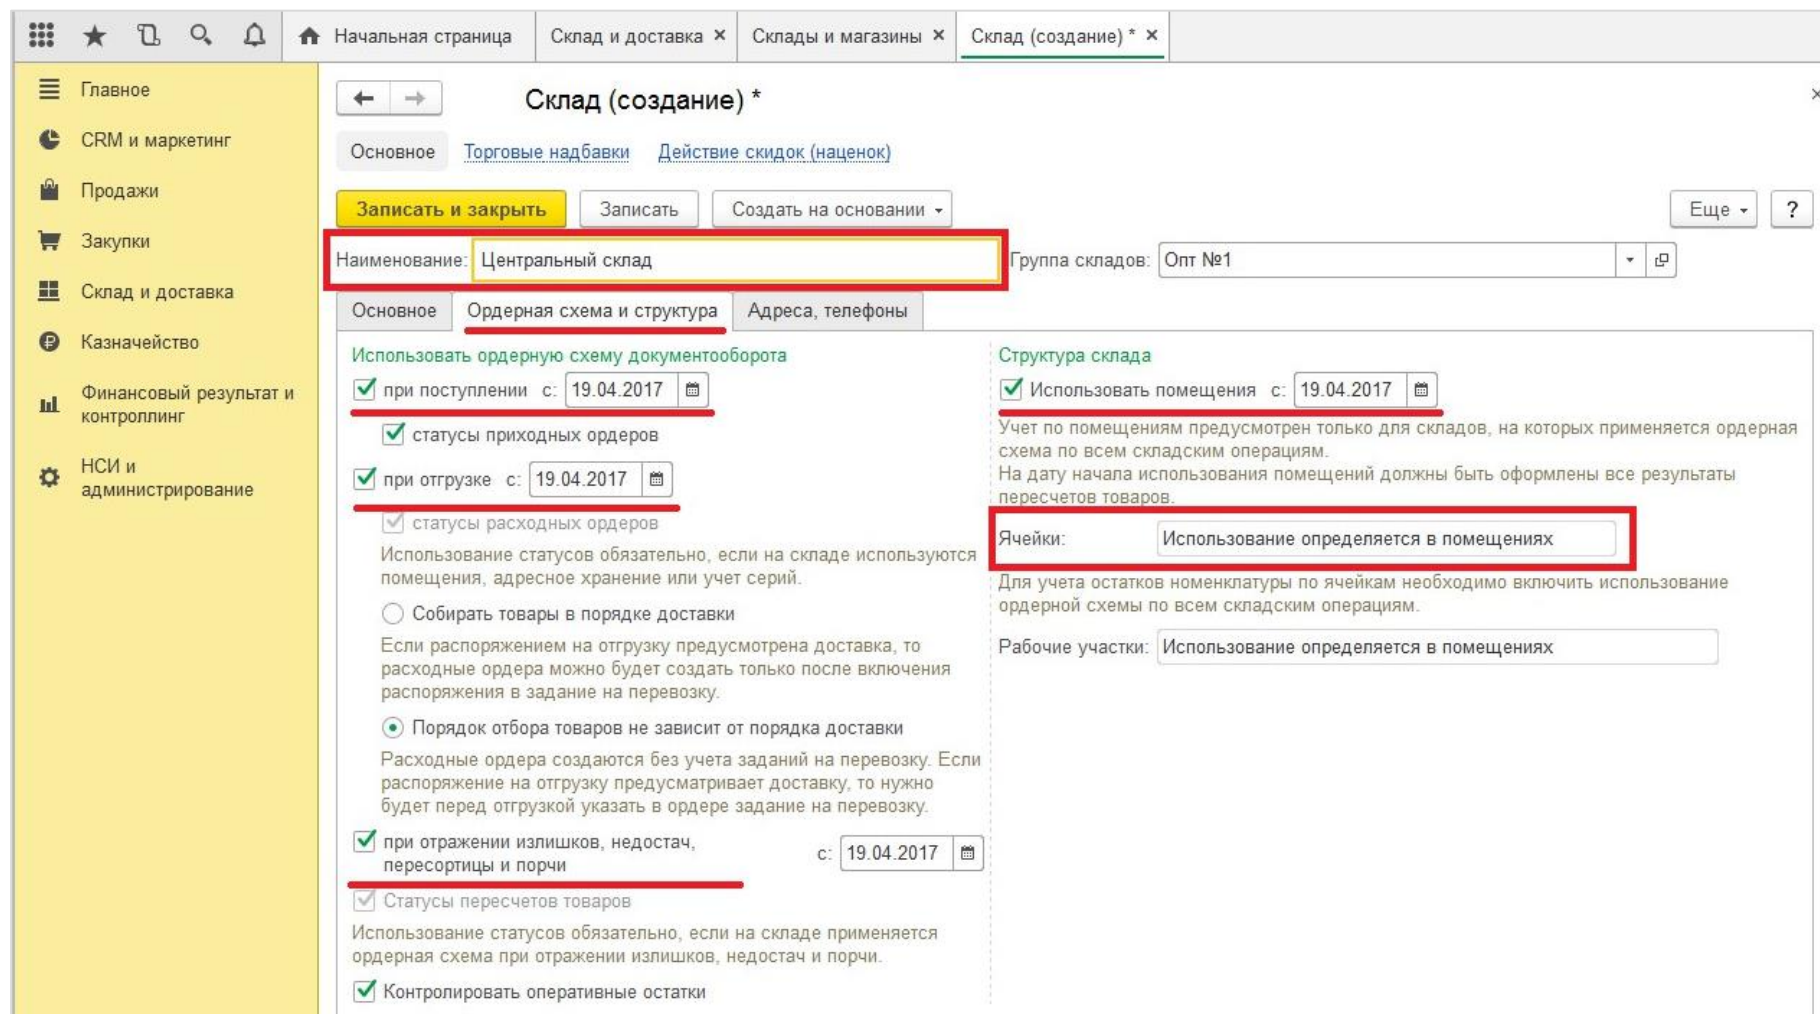 Начальная страница
Склад и доставка ×
Склады и магазины ×
Склад (создание) * ×
Главное
CRM и маркетинг
Продажи
Закупки
Склад и доставка
Казначейство
Финансовый результат и
контроллинг
НСИ и
администрирование
Склад (создание) *
Основное Торговые надбавки Действие скидок (наценок)
Записать и закрыть Записать Создать на основании Еще ?
Наименование: Центральный склад Группа складов: Опт №1
Основное Ордерная схема и структура Адреса, телефоны
Использовать ордерную схему документооборота
при поступлении с: 19.04.2017
статусы приходных ордеров
при отгрузке с: 19.04.2017
статусы расходных ордеров
Использование статусов обязательно, если на складе используются
помещения, адресное хранение или учет серий.
Собирать товары в порядке доставки
Если распоряжением на отгрузку предусмотрена доставка, то
расходные ордера можно будет создать только после включения
распоряжения в задание на перевозку.
Порядок отбора товаров не зависит от порядка доставки
Расходные ордера создаются без учета заданий на перевозку. Если
распоряжение на отгрузку предусматривает доставку, то нужно
будет перед отгрузкой указать в ордере задание на перевозку.
при отражении излишков, недостач,
пересортицы и порчи
с: 19.04.2017
Статусы пересчетов товаров
Использование статусов обязательно, если на складе применяется
ордерная схема при отражении излишков, недостач и порчи.
Контролировать оперативные остатки
Структура склада
Использовать помещения с: 19.04.2017
Учет по помещениям предусмотрен только для складов, на которых применяется ордерная
схема по всем складским операциям.
На дату начала использования помещений должны быть оформлены все результаты
пересчетов товаров.
Ячейки: Использование определяется в помещениях
Для учета остатков номенклатуры по ячейкам необходимо включить использование
ордерной схемы по всем складским операциям.
Рабочие участки: Использование определяется в помещениях